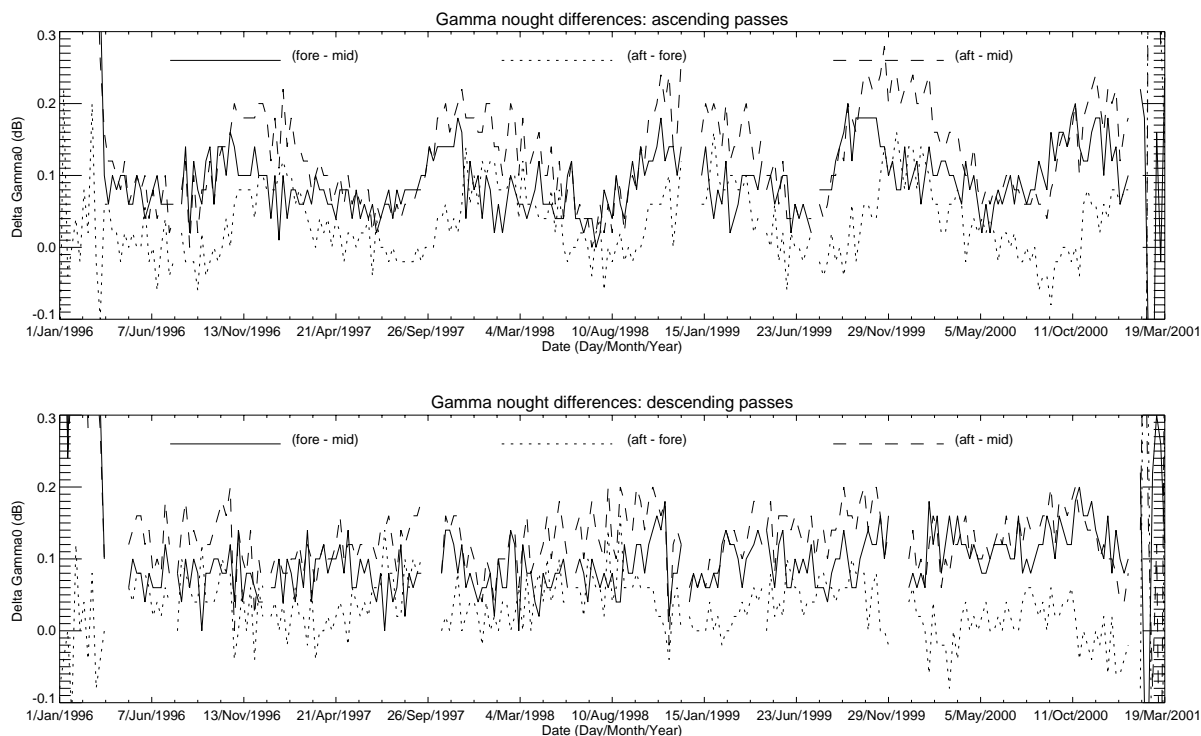 Gamma nought differences: ascending passes
0.3
(fore - mid)
(aft - fore)
(aft - mid)
0.2
0.1
0.0
-0.1
Delta Gamma0 (dB)
1/Jan/1996 7/Jun/1996 13/Nov/1996 21/Apr/1997 26/Sep/1997 4/Mar/1998 10/Aug/1998 15/Jan/1999 23/Jun/1999 29/Nov/1999 5/May/2000 11/Oct/2000 19/Mar/2001
Date (Day/Month/Year)
Gamma nought differences: descending passes
0.3
(fore - mid)
(aft - fore)
(aft - mid)
0.2
0.1
0.0
-0.1
Delta Gamma0 (dB)
1/Jan/1996 7/Jun/1996 13/Nov/1996 21/Apr/1997 26/Sep/1997 4/Mar/1998 10/Aug/1998 15/Jan/1999 23/Jun/1999 29/Nov/1999 5/May/2000 11/Oct/2000 19/Mar/2001
Date (Day/Month/Year)